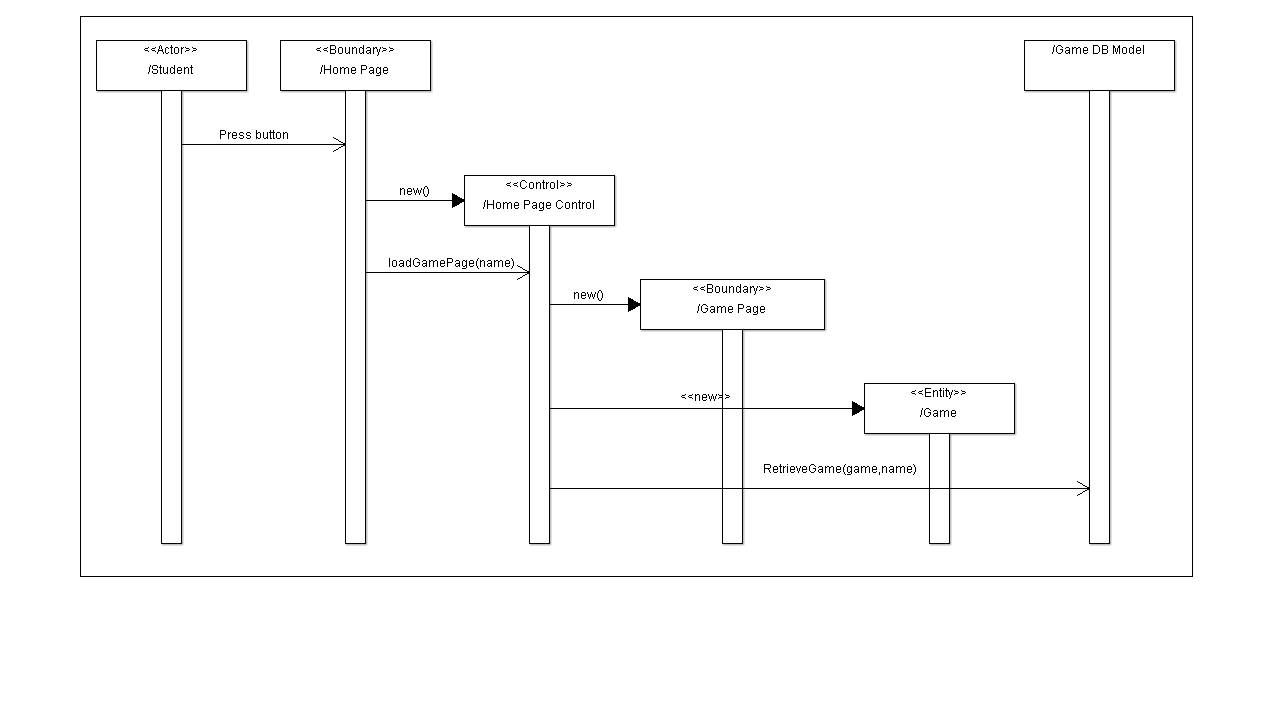 <<Actor>>
/Student
<<Boundary>>
/Home Page
/Game DB Model
Press button
new()
<<Control>>
/Home Page Control
loadGamePage(name)
new()
<<Boundary>>
/Game Page
<<new>>
<<Entity>>
/Game
RetrieveGame(game,name)